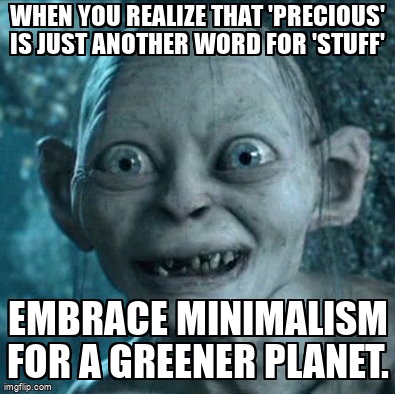 WHEN YOU REALIZE THAT 'PRECIOUS'
IS JUST ANOTHER WORD FOR 'STUFF'
EMBRACE MINIMALISM
FOR A GREENER PLANET.
imgflip.com